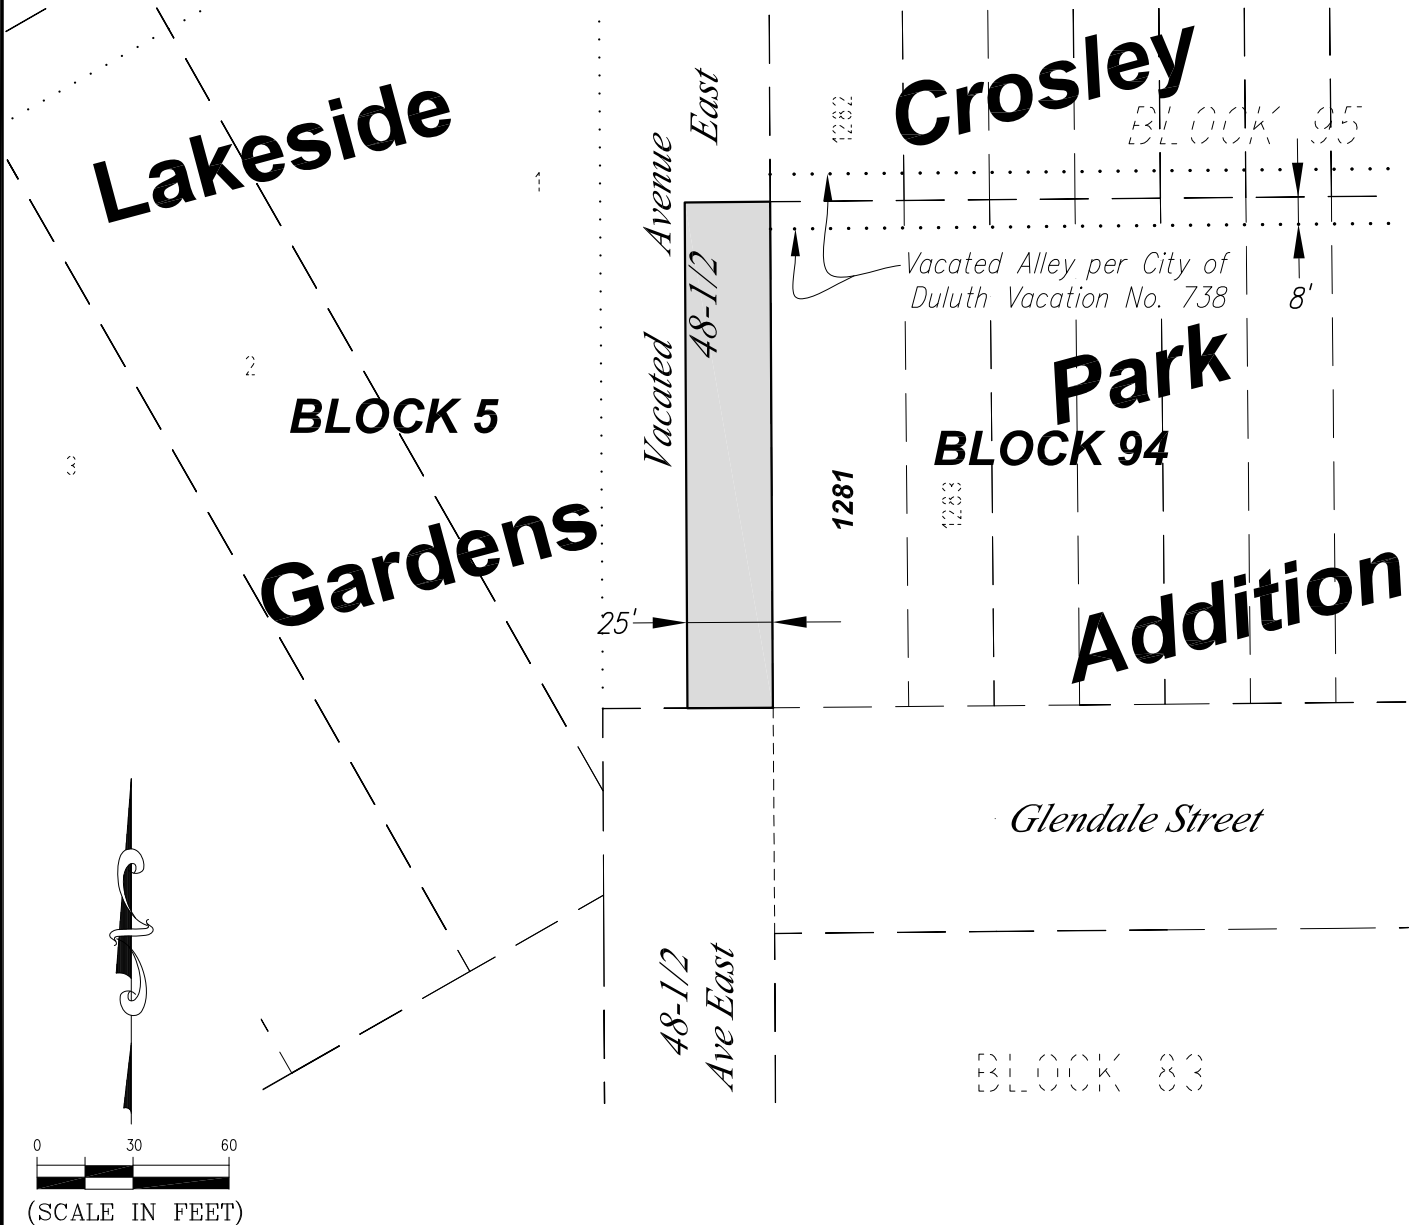 Lakeside
Gardens
Crosley
Park
Addition
BLOCK 95
1282
1
2
3
BLOCK 5
Vacated Avenue East
48-1/2
Vacated Alley per City of
Duluth Vacation No. 738
8'
BLOCK 94
1281
1283
25'
Glendale Street
48-1/2
Ave East
BLOCK 83
0 30 60
(SCALE IN FEET)